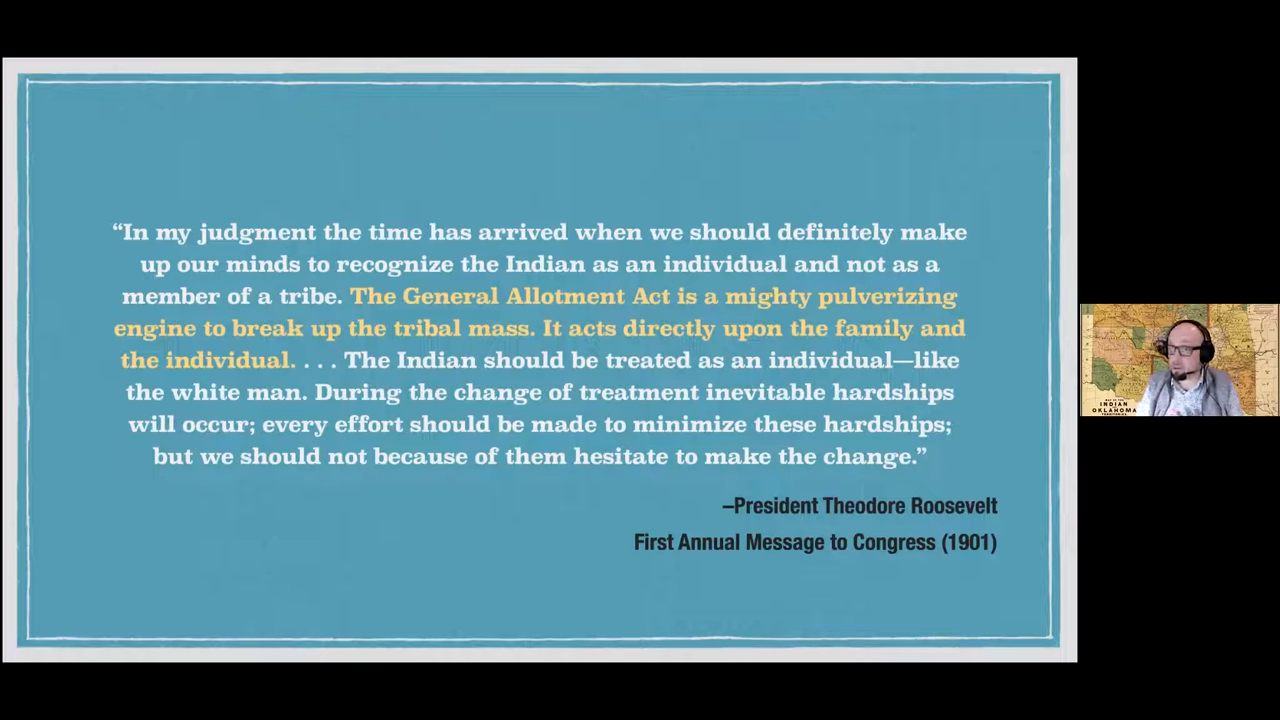 “In my judgment the time has arrived when we should definitely make
up our minds to recognize the Indian as an individual and not as a
member of a tribe. The General Allotment Act is a mighty pulverizing
engine to break up the tribal mass. It acts directly upon the family and
the individual. . . . The Indian should be treated as an individual—like
the white man. During the change of treatment inevitable hardships
will occur; every effort should be made to minimize these hardships;
but we should not because of them hesitate to make the change.”
–President Theodore Roosevelt
First Annual Message to Congress (1901)
INDIAN
OKLAHOMA